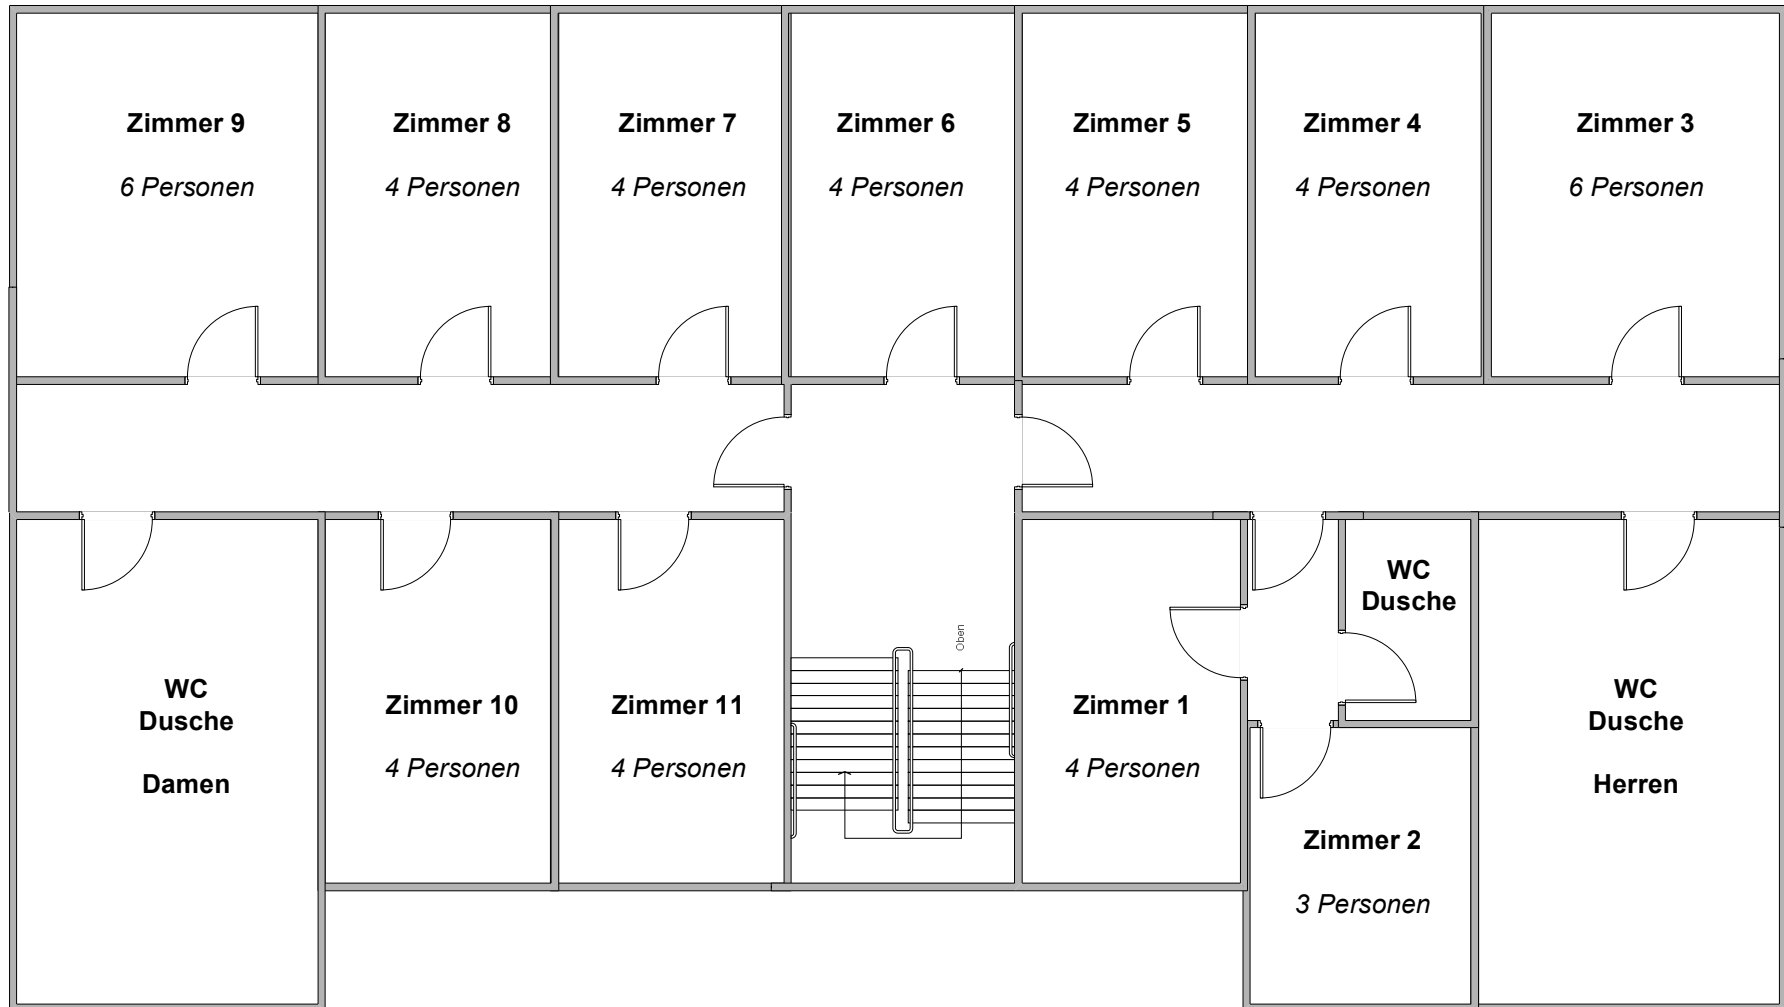 Zimmer 9
6 Personen
Zimmer 8
4 Personen
Zimmer 7
4 Personen
Zimmer 6
4 Personen
Zimmer 5
4 Personen
Zimmer 4
4 Personen
Zimmer 3
6 Personen
WC
Dusche
Damen
Zimmer 10
4 Personen
Zimmer 11
4 Personen
Oben
Zimmer 1
4 Personen
WC
Dusche
Zimmer 2
3 Personen
WC
Dusche
Herren